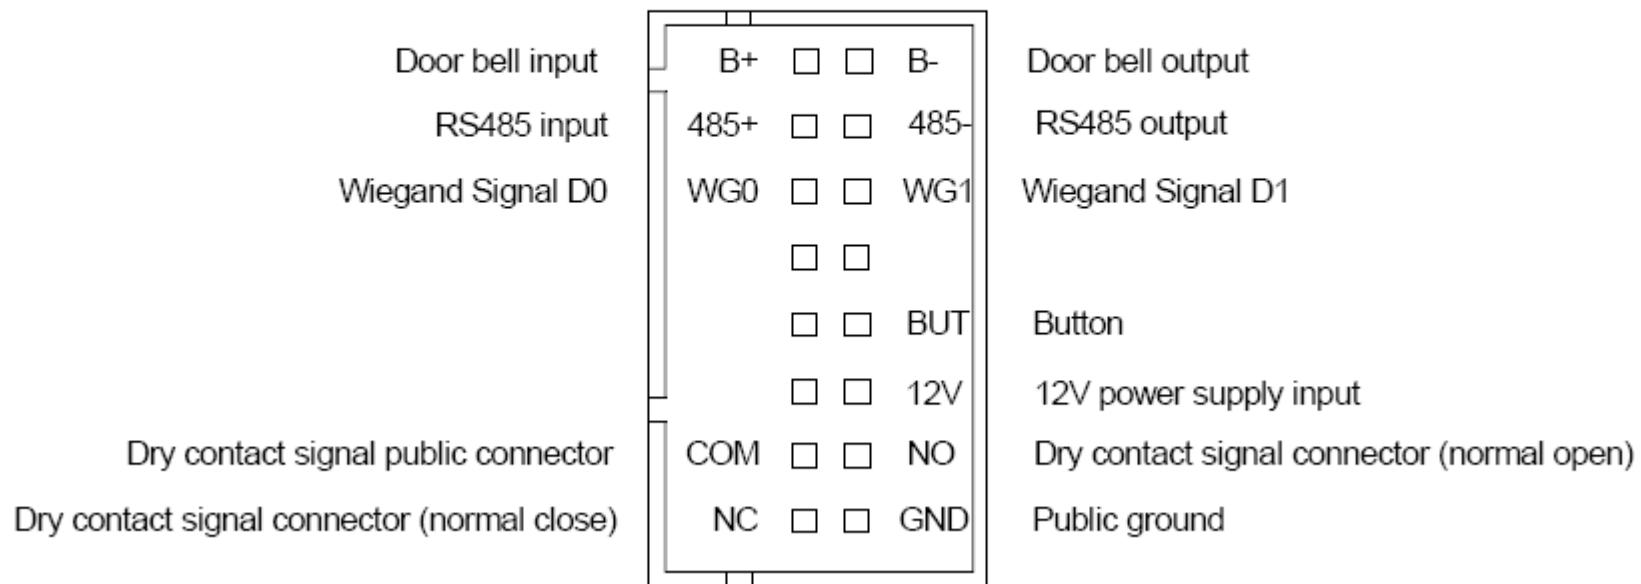 Door bell input B+ B- Door bell output
RS485 input 485+ 485- RS485 output
Wiegand Signal D0 WG0 WG1 Wiegand Signal D1
BUT Button
12V 12V power supply input
Dry contact signal public connector COM NO Dry contact signal connector (normal open)
Dry contact signal connector (normal close) NC GND Public ground